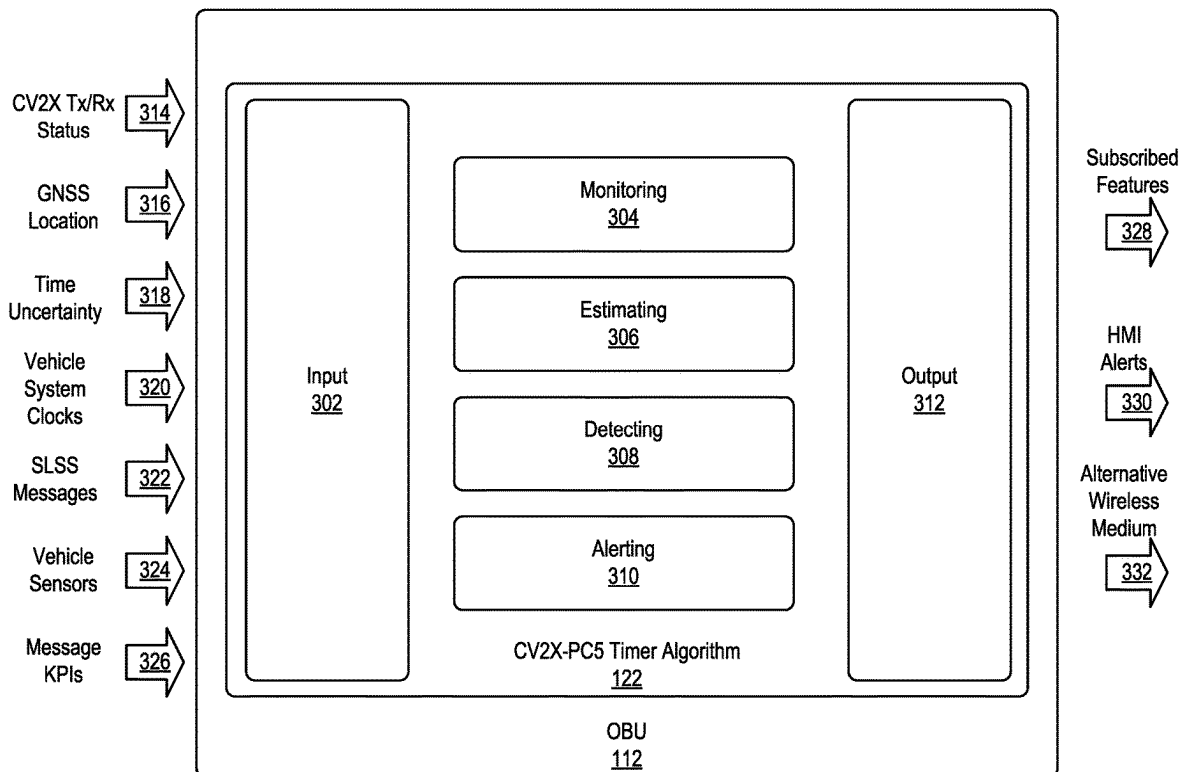 CV2X Tx/Rx
Status
314
GNSS
Location
316
Time
Uncertainty
318
Vehicle
System
Clocks
320
SLSS
Messages
322
Vehicle
Sensors
324
Message
KPIs
326
Input
302
Monitoring
304
Estimating
306
Detecting
308
Alerting
310
CV2X-PC5 Timer Algorithm
122
Output
312
OBU
112
Subscribed
Features
328
HMI
Alerts
330
Alternative
Wireless
Medium
332